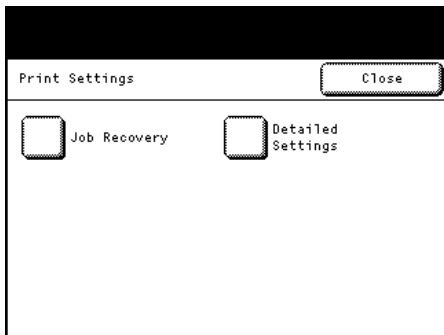 Print Settings
Close
Job Recovery
Detailed
Settings